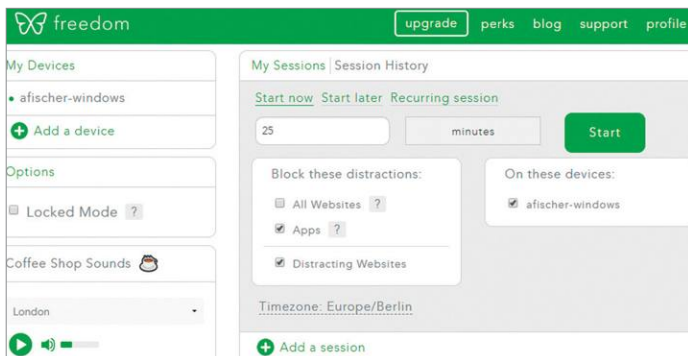 freedom
upgrade perks blog support profile
My Devices
afischer-windows
Add a device
Options
Locked Mode ?
Coffee Shop Sounds
London
My Sessions | Session History
Start now Start later Recurring session
25 minutes Start
Block these distractions:
All Websites ?
Apps ?
Distracting Websites
On these devices:
afischer-windows
Timezone: Europe/Berlin
Add a session